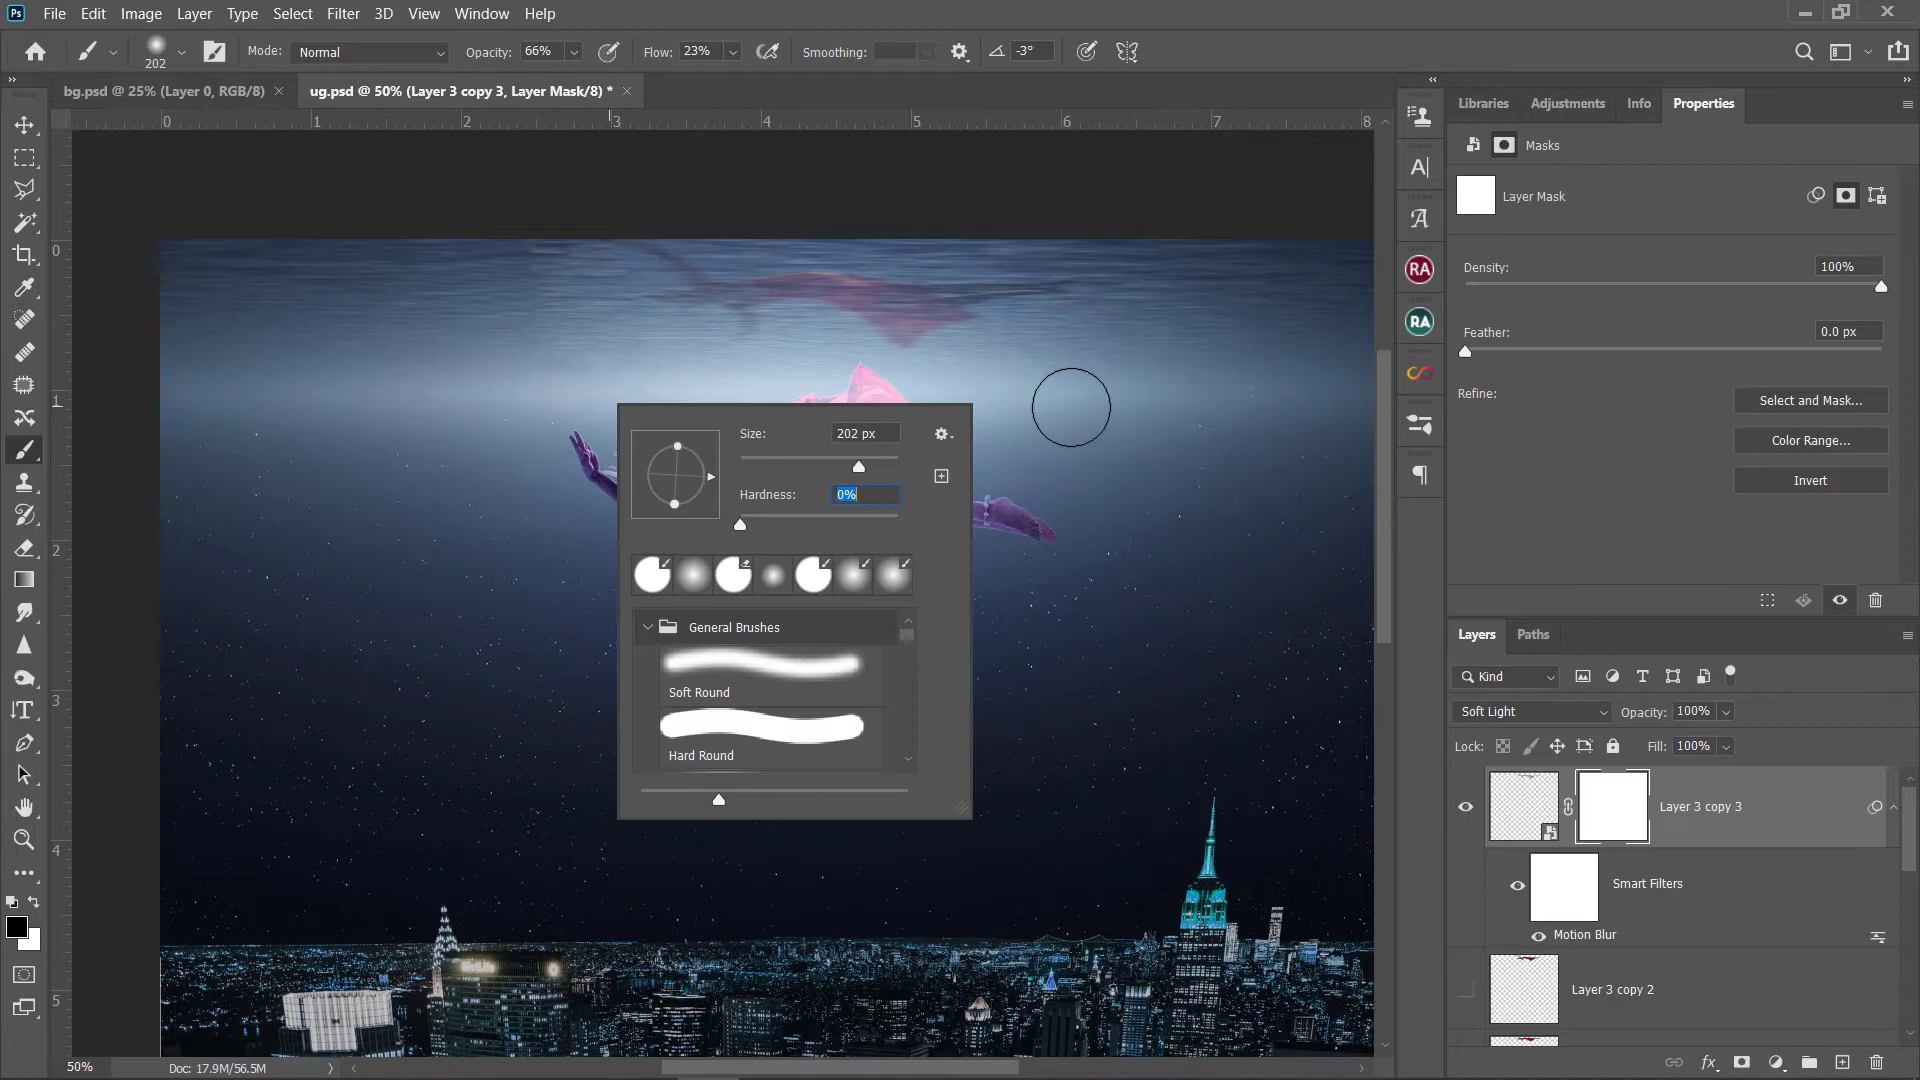 Ps File Edit Image Layer Type Select Filter 3D View Window Help
202 Mode: Normal Opacity: 66% Flow: 23% Smoothing: -3°
bg.psd @ 25% (Layer 0, RGB/8) ug.psd @ 50% (Layer 3 copy 3, Layer Mask/8) *
0 1 2 3 4 5 6 7 8
0
1
2
3
4
5
Size: 202 px
Hardness: 0%
General Brushes
Soft Round
Hard Round
50% Doc: 17.9M/56.5M
A|
A
RA
RA
Libraries Adjustments Info Properties
Masks
Layer Mask
Density: 100%
Feather: 0.0 px
Refine: Select and Mask...
Color Range...
Invert
Layers Paths
Kind
Soft Light Opacity: 100%
Lock: Fill: 100%
Layer 3 copy 3
Smart Filters
Motion Blur
Layer 3 copy 2
fx
MetLife